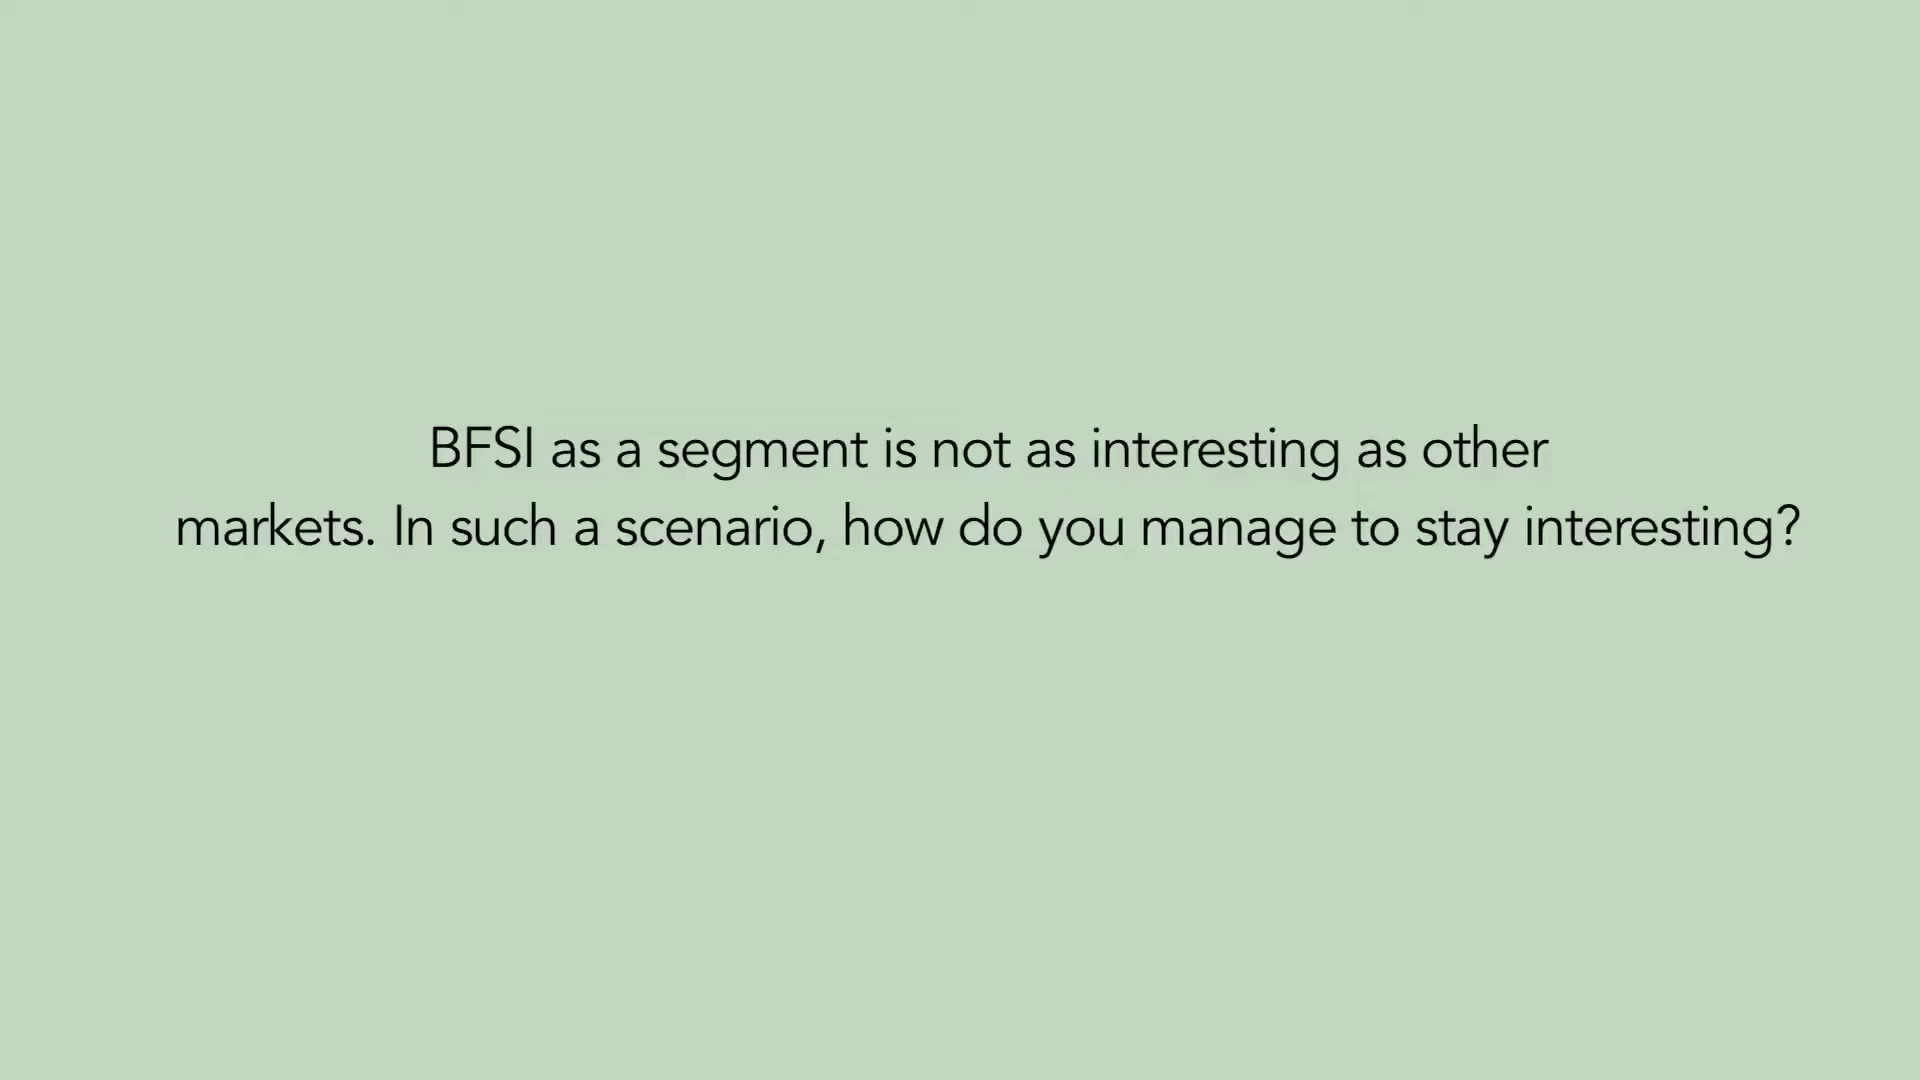 BFSI as a segment is not as interesting as other
markets. In such a scenario, how do you manage to stay interesting?